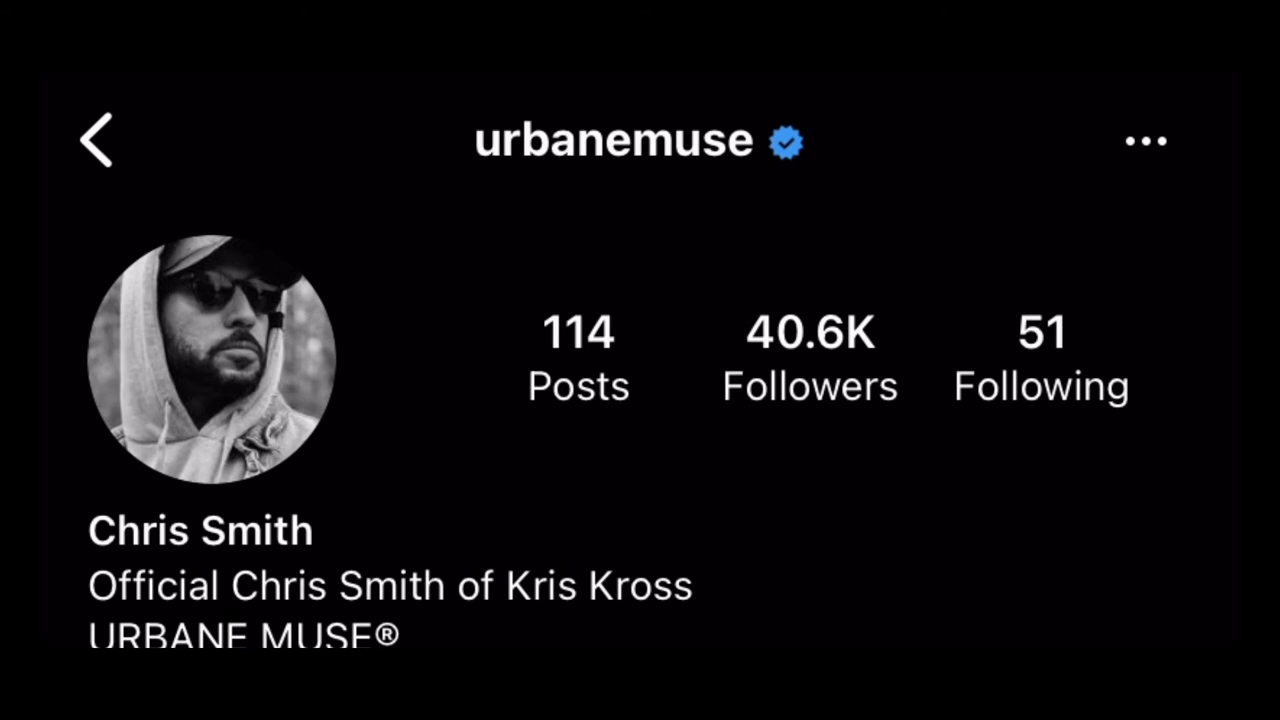 urbanemuse
114 40.6K 51
Posts Followers Following
Chris Smith
Official Chris Smith of Kris Kross
URBANE MUSE®